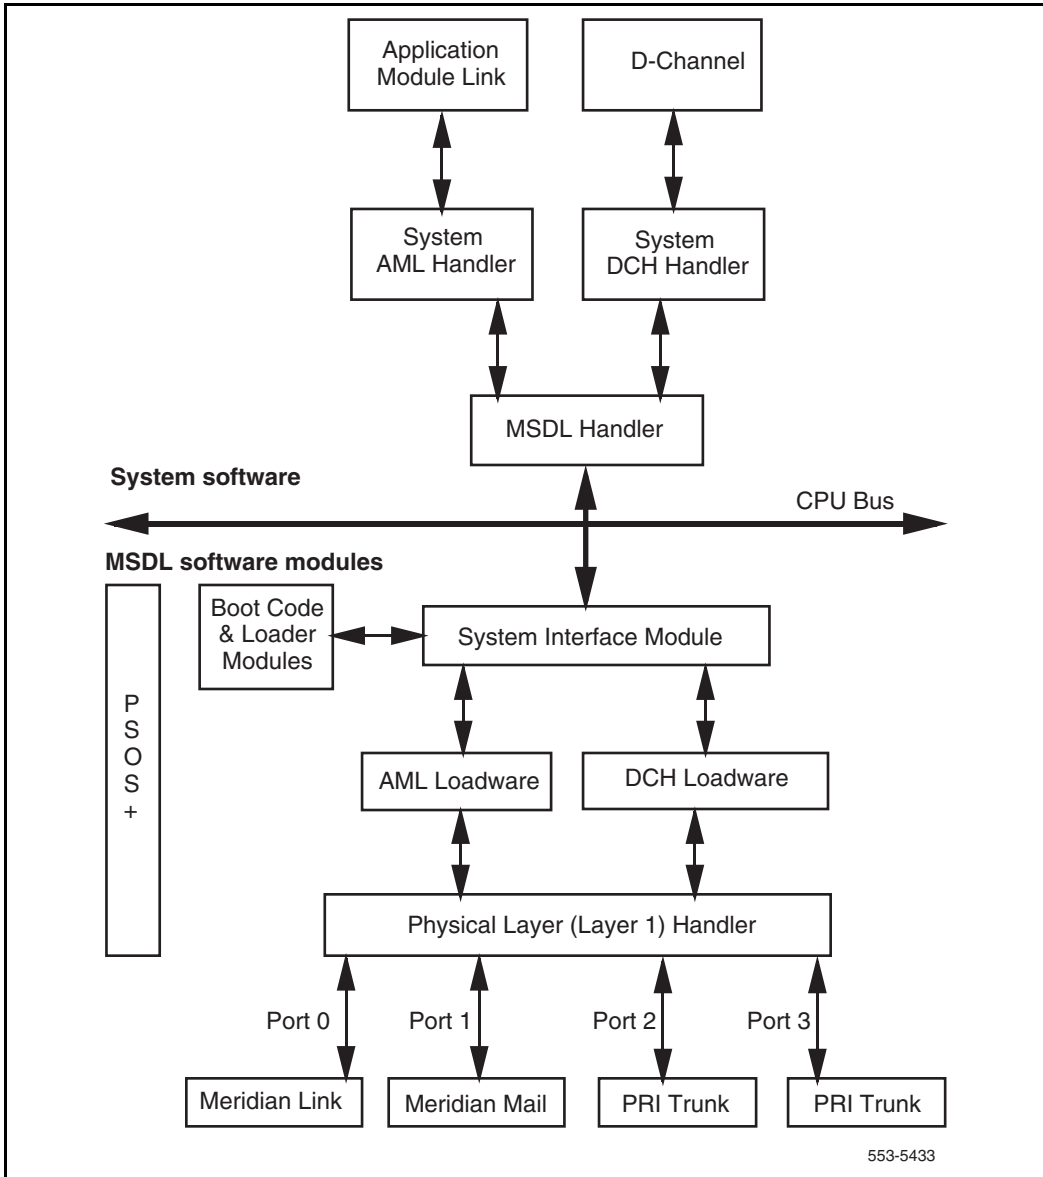 Application
Module Link
D-Channel
System
AML Handler
System
DCH Handler
MSDL Handler
System software
CPU Bus
MSDL software modules
Boot Code
& Loader
Modules
System Interface Module
P
S
O
S
+
AML Loadware
DCH Loadware
Physical Layer (Layer 1) Handler
Port 0
Port 1
Port 2
Port 3
Meridian Link
Meridian Mail
PRI Trunk
PRI Trunk
553-5433